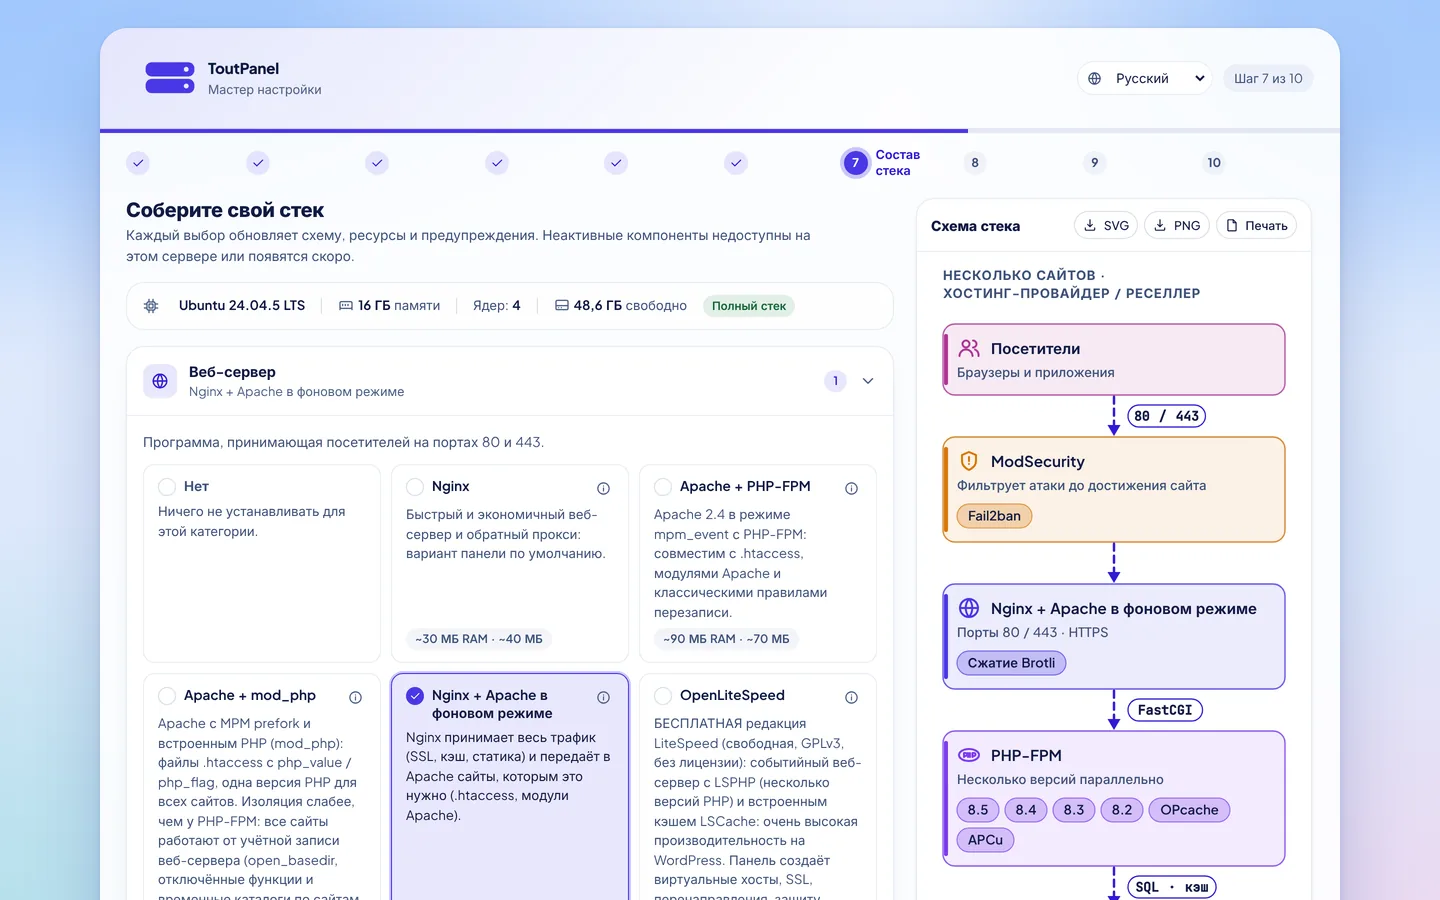 ToutPanel
Мастер настройки
Русский
Шаг 7 из 10
7
Состав
стека
8
9
10
Соберите свой стек
Каждый выбор обновляет схему, ресурсы и предупреждения. Неактивные компоненты недоступны на
этом сервере или появятся скоро.
Ubuntu 24.04.5 LTS
16 ГБ памяти
Ядер: 4
48,6 ГБ свободно
Полный стек
Веб-сервер
Nginx + Apache в фоновом режиме
1
Программа, принимающая посетителей на портах 80 и 443.
Нет
Ничего не устанавливать для
этой категории.
Nginx
Быстрый и экономичный веб-
сервер и обратный прокси:
вариант панели по умолчанию.
~30 МБ RAM · ~40 МБ
Apache + PHP-FPM
Apache 2.4 в режиме
mpm_event с PHP-FPM:
совместим с .htaccess,
модулями Apache и
классическими правилами
перезаписи.
~90 МБ RAM · ~70 МБ
Apache + mod_php
Apache с MPM prefork и
встроенным PHP (mod_php):
файлы .htaccess с php_value /
php_flag, одна версия PHP для
всех сайтов. Изоляция слабее,
чем у PHP-FPM: все сайты
работают от учётной записи
веб-сервера (open_basedir,
отключённые функции и
временные каталоги по сайтам
Nginx + Apache в
фоновом режиме
Nginx принимает весь трафик
(SSL, кэш, статика) и передаёт в
Apache сайты, которым это
нужно (.htaccess, модули
Apache).
OpenLiteSpeed
БЕСПЛАТНАЯ редакция
LiteSpeed (свободная, GPLv3,
без лицензии): событийный веб-
сервер с LSPHP (несколько
версий PHP) и встроенным
кэшем LSCache: очень высокая
производительность на
WordPress. Панель создаёт
виртуальные хосты, SSL,
перенаправления, защиту
Схема стека
SVG
PNG
Печать
НЕСКОЛЬКО САЙТОВ ·
ХОСТИНГ-ПРОВАЙДЕР / РЕСЕЛЛЕР
Посетители
Браузеры и приложения
80 / 443
ModSecurity
Фильтрует атаки до достижения сайта
Fail2ban
Nginx + Apache в фоновом режиме
Порты 80 / 443 · HTTPS
Сжатие Brotli
FastCGI
PHP
PHP-FPM
Несколько версий параллельно
8.5
8.4
8.3
8.2
OPcache
APCu
SQL · кэш